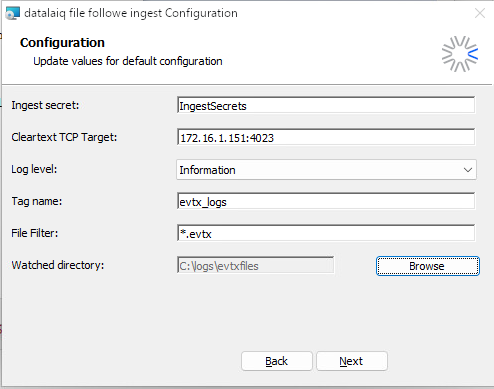 datalaiq file followe ingest Configuration
Configuration
Update values for default configuration
Ingest secret: IngestSecrets
Cleartext TCP Target: 172.16.1.151:4023
Log level: Information
Tag name: evtx_logs
File Filter: *.evtx
Watched directory: C:\logs\evtxfiles Browse
Back Next